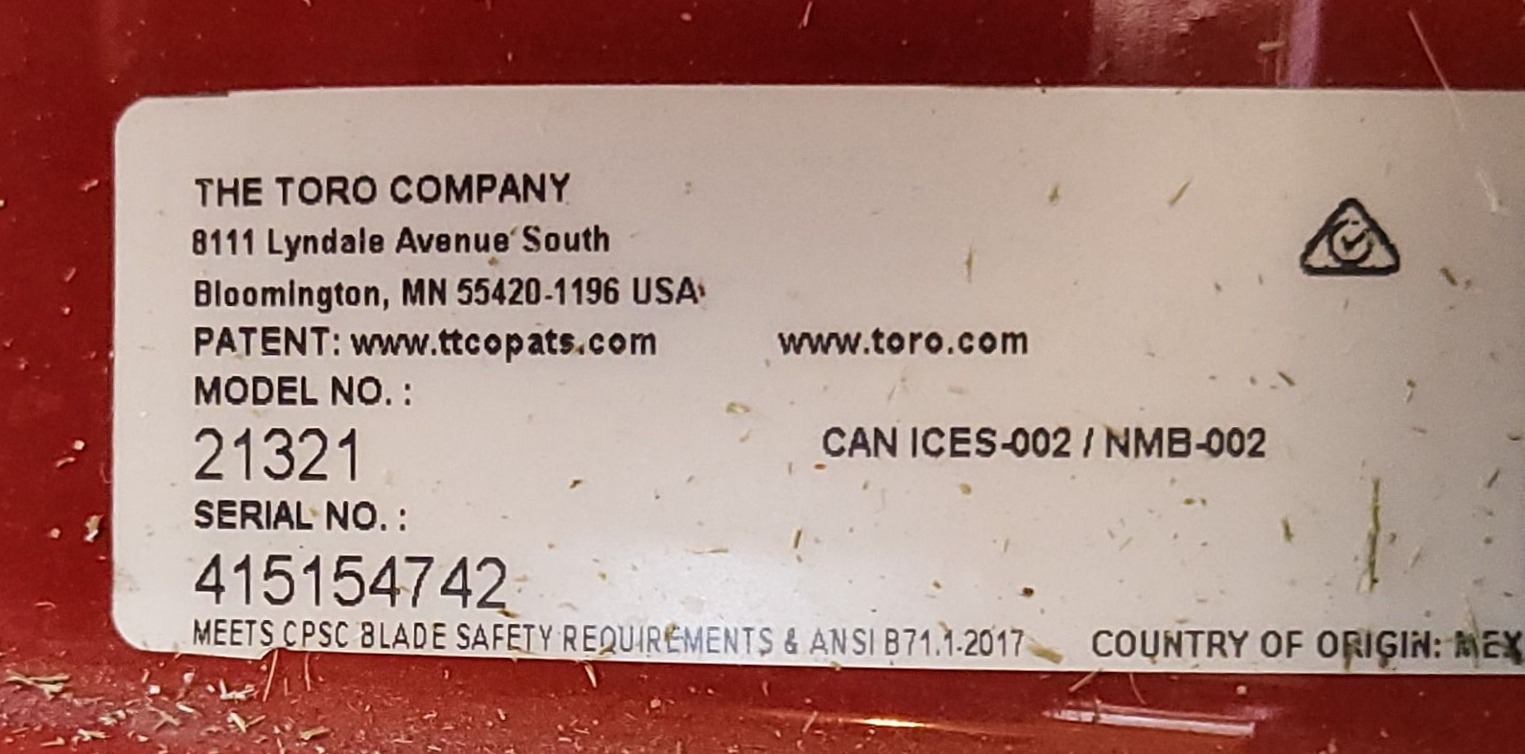 THE TORO COMPANY
8111 Lyndale Avenue South
Bloomington, MN 55420-1196 USA
PATENT: www.ttcopats.com www.toro.com
MODEL NO. :
21321
CAN ICES-002 / NMB-002
SERIAL NO. :
415154742
MEETS CPSC BLADE SAFETY REQUIREMENTS & ANSI B71.1-2017 COUNTRY OF ORIGIN: MEX